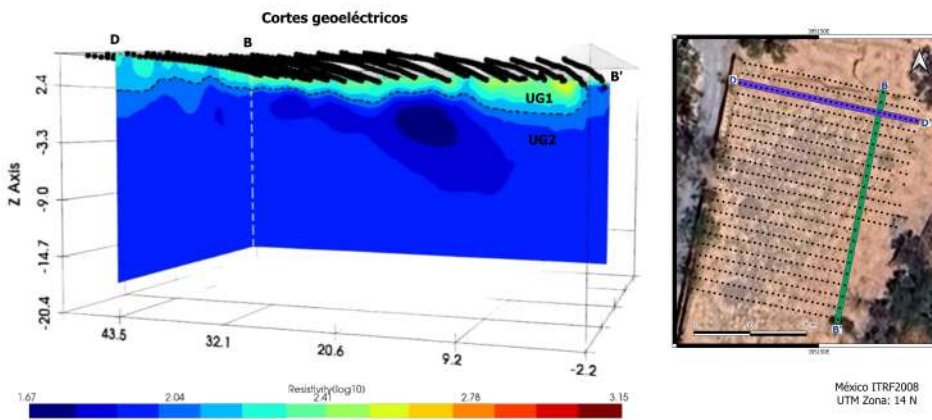 Cortes geoeléctricos
D
B
B'
2.4
-3.3
-9.0
-14.7
-20.4
Z Axis
UG1
UG2
43.5
32.1
20.6
9.2
-2.2
Resistivity(log10)
1.67
2.04
2.41
2.78
3.15
D
B
D'
B'
México ITRF2008
UTM Zona: 14 N